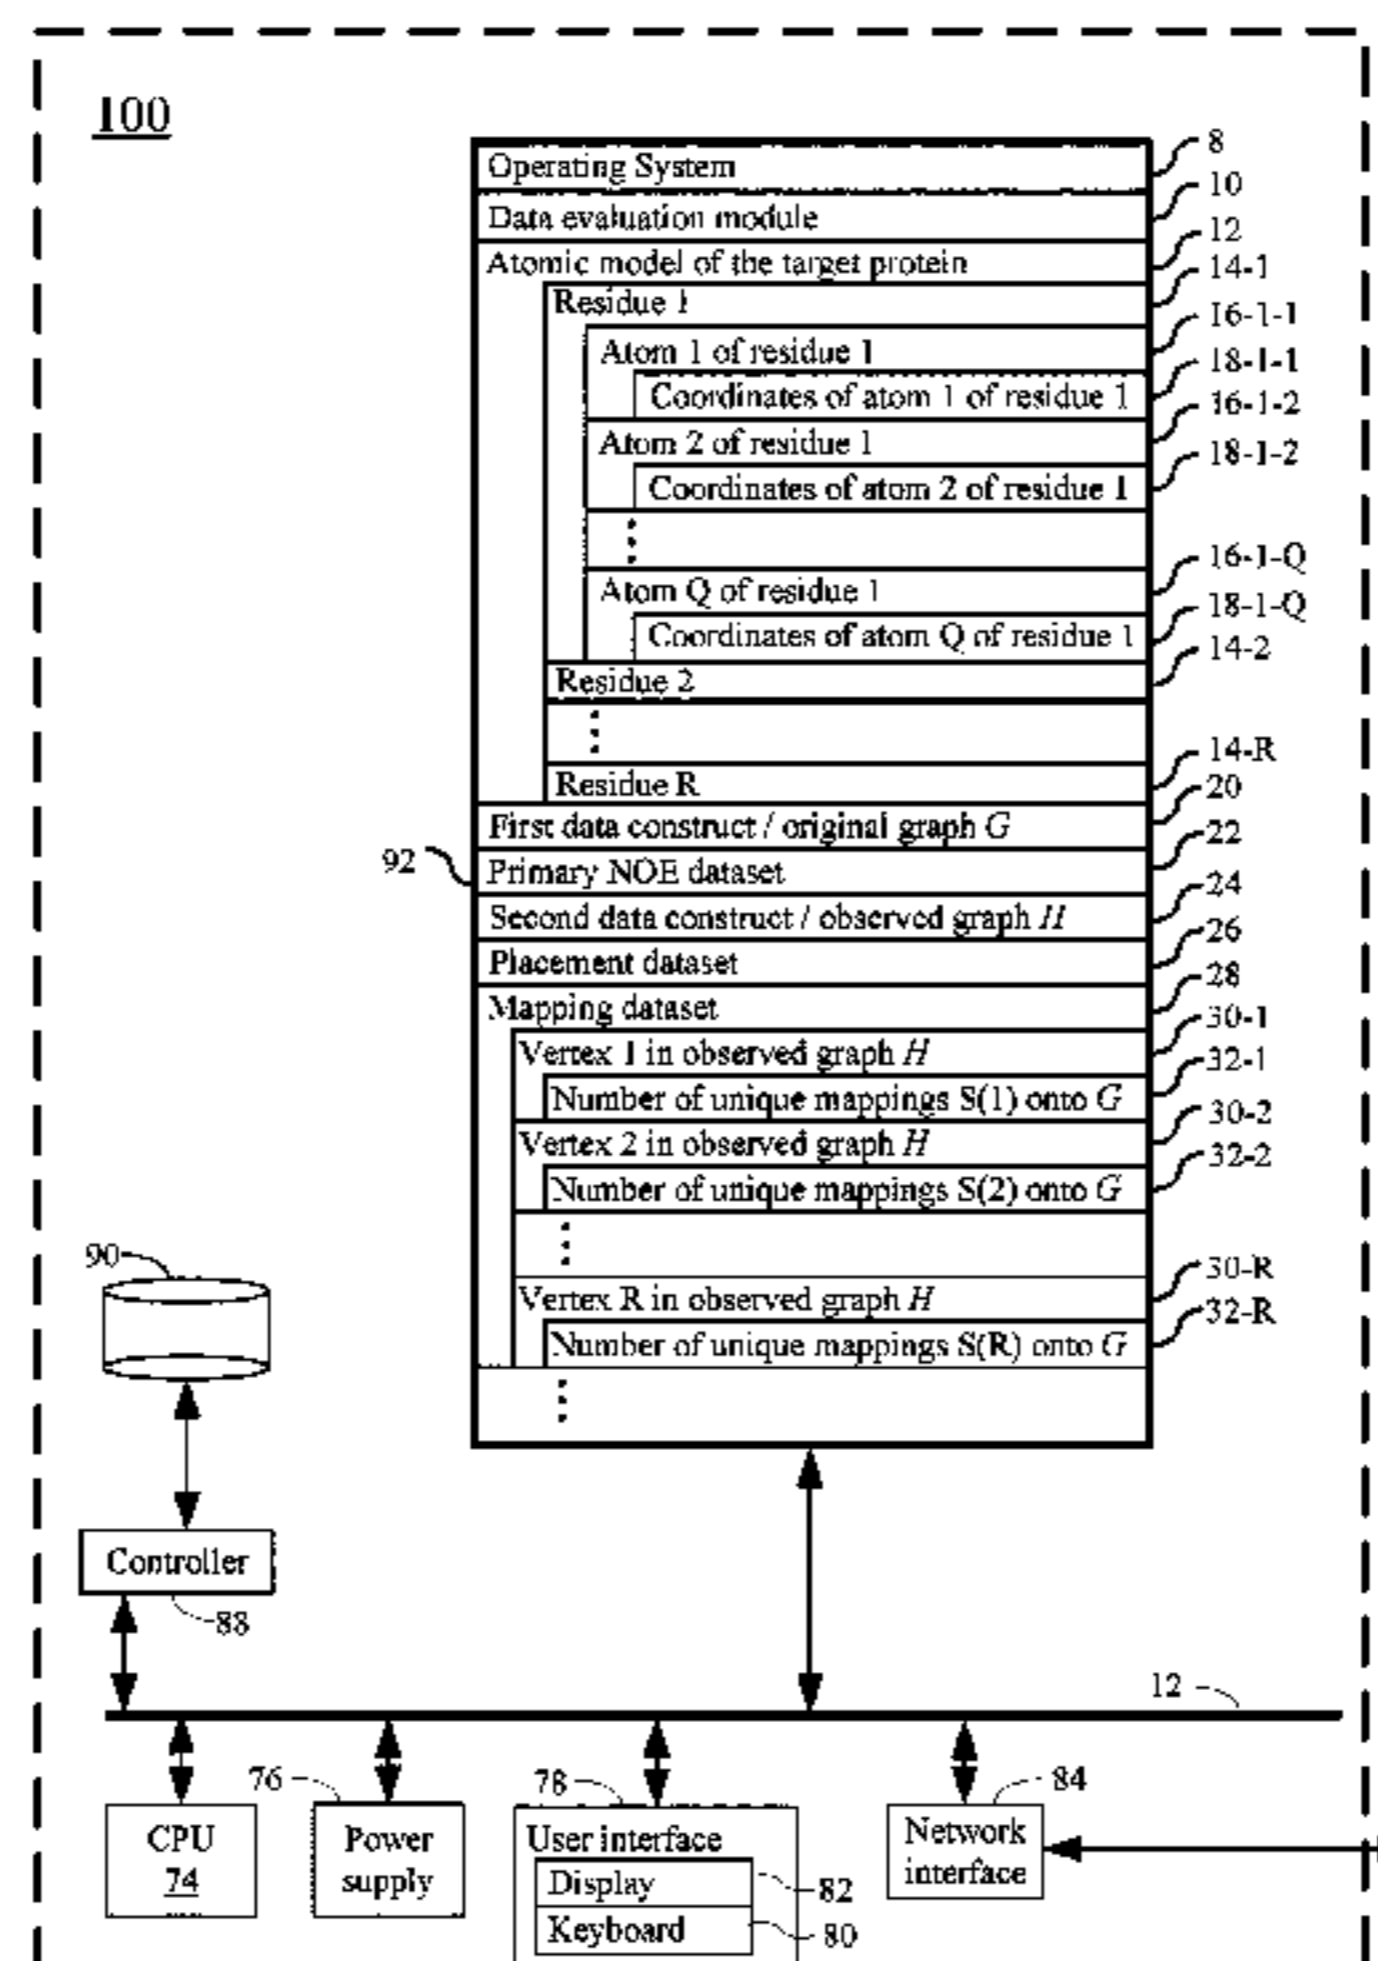 100
Operating System
8
Data evaluation module
10
Atomic model of the target protein
12
Residue 1
14-1
Atom 1 of residue 1
16-1-1
Coordinates of atom 1 of residue 1
18-1-1
Atom 2 of residue 1
16-1-2
Coordinates of atom 2 of residue 1
18-1-2
Atom Q of residue 1
16-1-Q
Coordinates of atom Q of residue 1
18-1-Q
Residue 2
14-2
Residue R
14-R
First data construct / original graph G
20
92
Primary NOE dataset
22
Second data construct / observed graph H
24
Placement dataset
26
Mapping dataset
28
Vertex 1 in observed graph H
30-1
Number of unique mappings S(1) onto G
32-1
Vertex 2 in observed graph H
30-2
Number of unique mappings S(2) onto G
32-2
Vertex R in observed graph H
30-R
Number of unique mappings S(R) onto G
32-R
90
Controller
88
12
76
78
84
CPU
74
Power
supply
User interface
Display
82
Keyboard
80
Network
interface